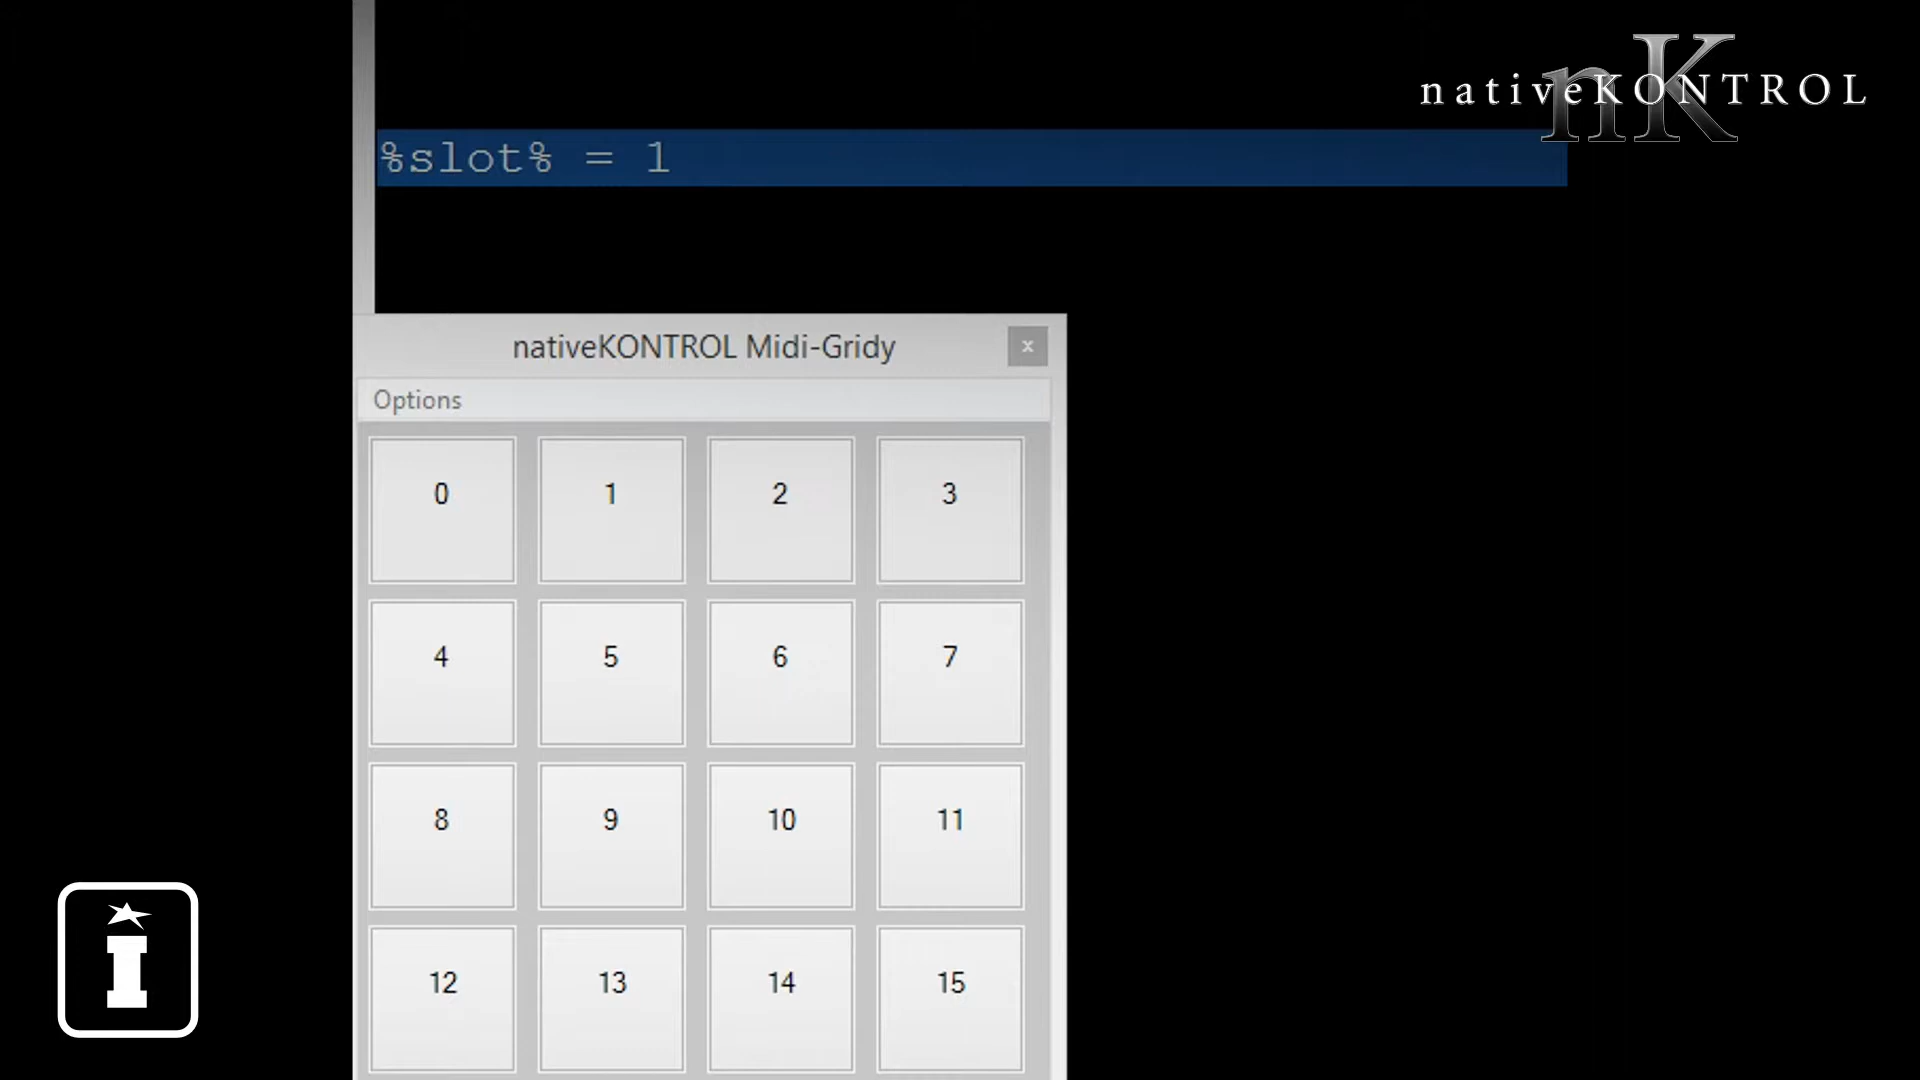 nK
nativeKONTROL
%slot% = 1
nativeKONTROL Midi-Gridy
x
Options
0 1 2 3
4 5 6 7
8 9 10 11
12 13 14 15